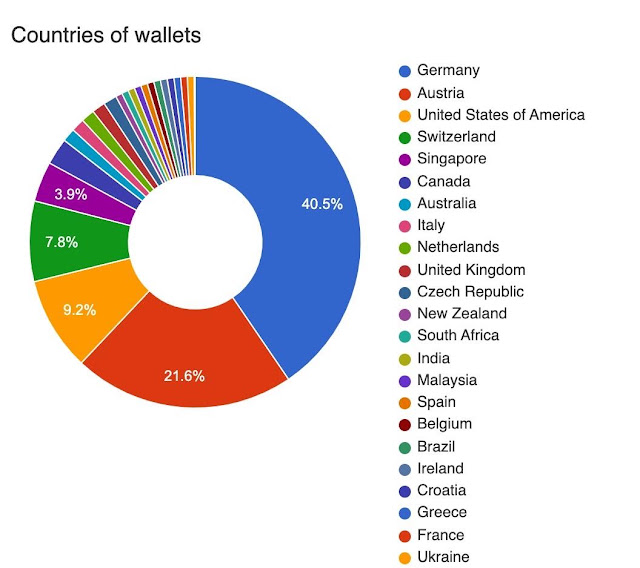 Countries of wallets
40.5%
21.6%
9.2%
7.8%
3.9%
Germany
Austria
United States of America
Switzerland
Singapore
Canada
Australia
Italy
Netherlands
United Kingdom
Czech Republic
New Zealand
South Africa
India
Malaysia
Spain
Belgium
Brazil
Ireland
Croatia
Greece
France
Ukraine